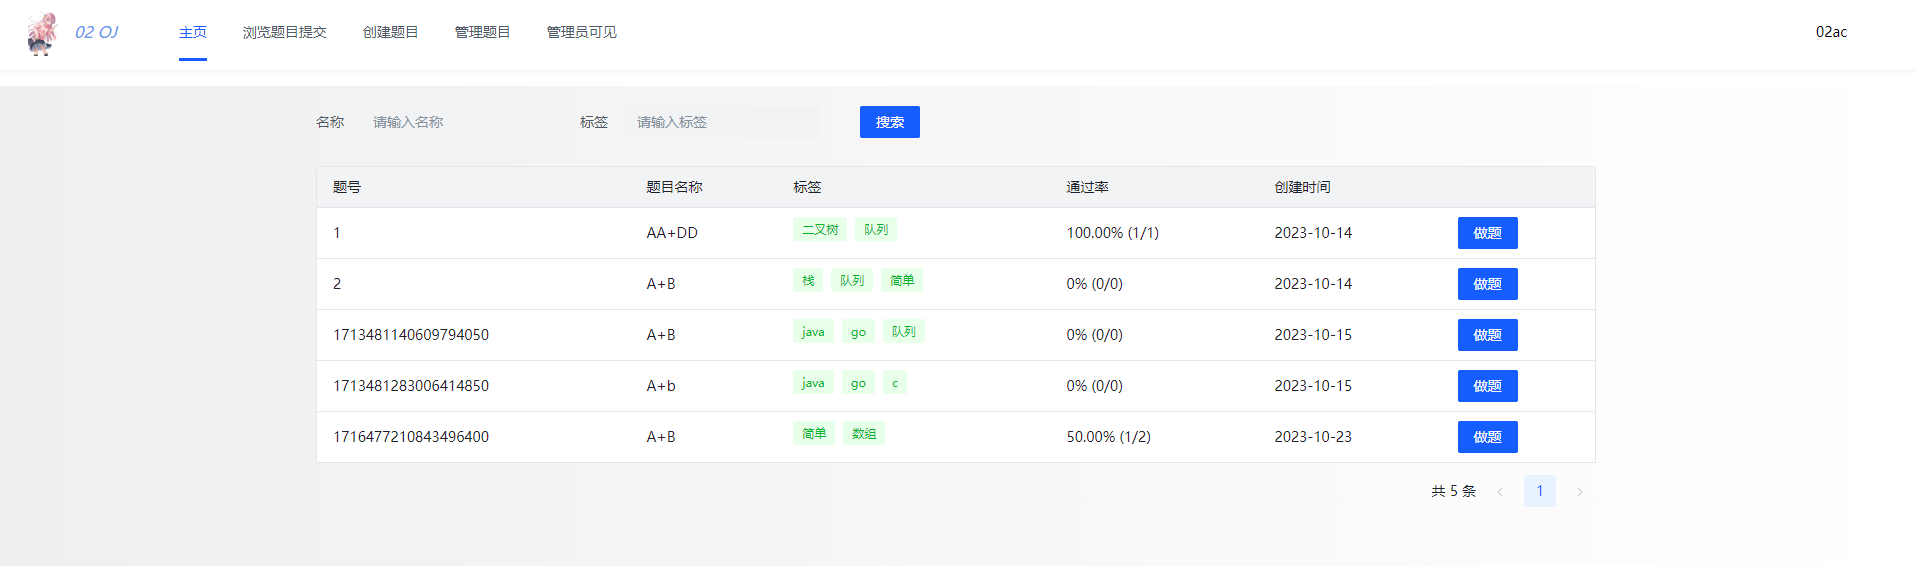 02 OJ 主页 浏览题目提交 创建题目 管理题目 管理员可见 02ac
名称 请输入名称 标签 请输入标签 搜索
题号 题目名称 标签 通过率 创建时间
1 AA+DD 二叉树 队列 100.00% (1/1) 2023-10-14 做题
2 A+B 栈 队列 简单 0% (0/0) 2023-10-14 做题
1713481140609794050 A+B java go 队列 0% (0/0) 2023-10-15 做题
1713481283006414850 A+b java go c 0% (0/0) 2023-10-15 做题
1716477210843496400 A+B 简单 数组 50.00% (1/2) 2023-10-23 做题
共 5 条 1